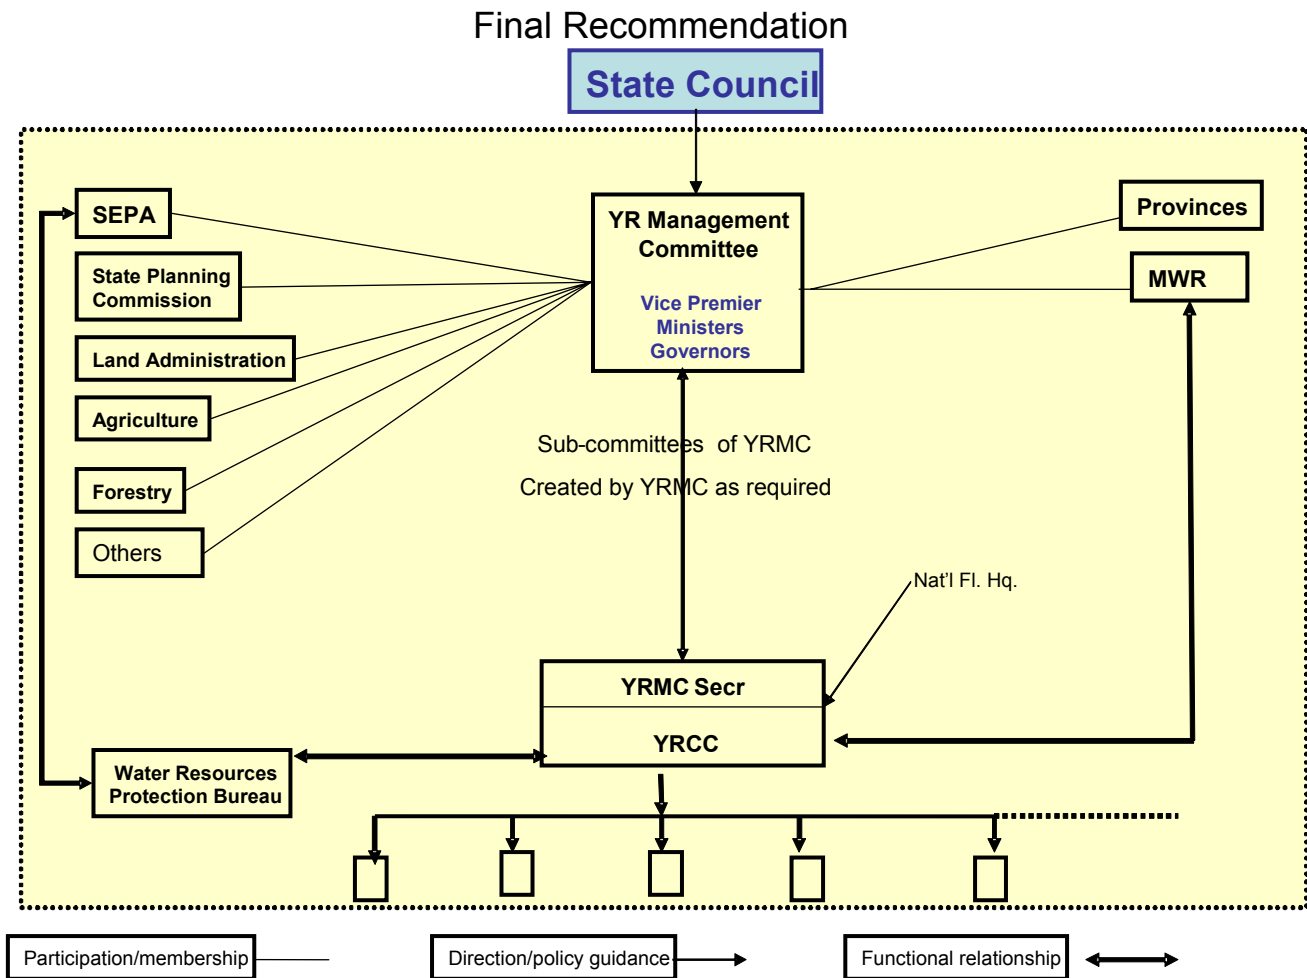 Final Recommendation
State Council
SEPA
State Planning
Commission
Land Administration
Agriculture
Forestry
Others
YR Management
Committee
Vice Premier
Ministers
Governors
Provinces
MWR
Sub-committees of YRMC
Created by YRMC as required
Nat'l Fl. Hq.
YRMC Secr
YRCC
Water Resources
Protection Bureau
Participation/membership
Direction/policy guidance
Functional relationship